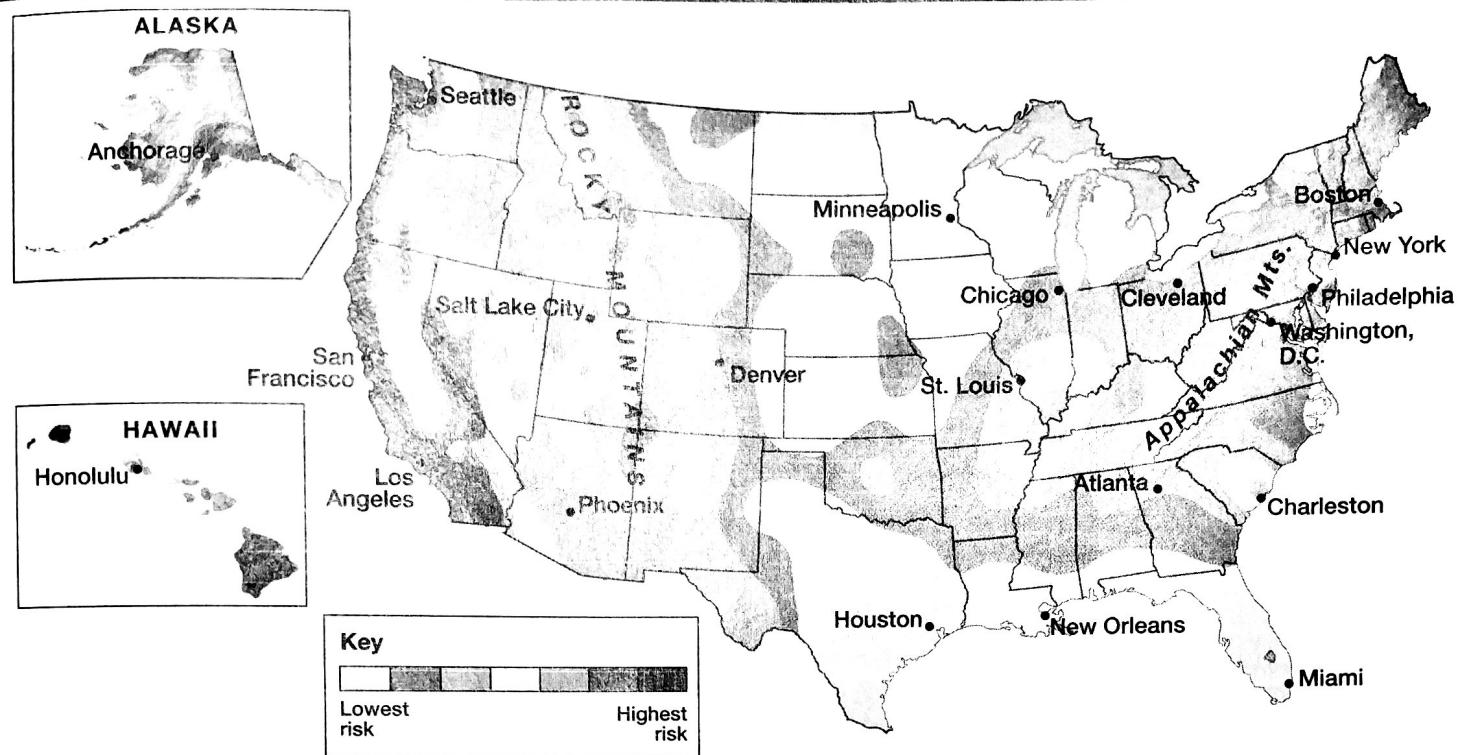 ALASKA
Anchorage
Seattle
ROCKY
MOUNTAINS
Minneapolis
Boston
New York
Chicago
Cleveland
Philadelphia
Appalachian Mts.
Washington,
D.C.
Salt Lake City
San
Francisco
Denver
St. Louis
HAWAII
Honolulu
Los
Angeles
Phoenix
Atlanta
Charleston
Houston
New Orleans
Miami
Key
Lowest
risk
Highest
risk